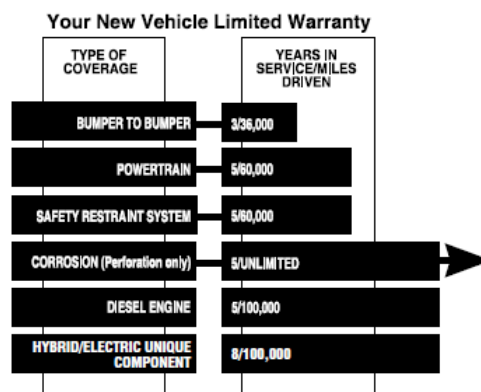 Your New Vehicle Limited Warranty
TYPE OF
COVERAGE
YEARS IN
SERVICE/MILES
DRIVEN
BUMPER TO BUMPER
3/36,000
POWERTRAIN
5/60,000
SAFETY RESTRAINT SYSTEM
5/60,000
CORROSION (Perforation only)
5/UNLIMITED
DIESEL ENGINE
5/100,000
HYBRID/ELECTRIC UNIQUE
COMPONENT
8/100,000